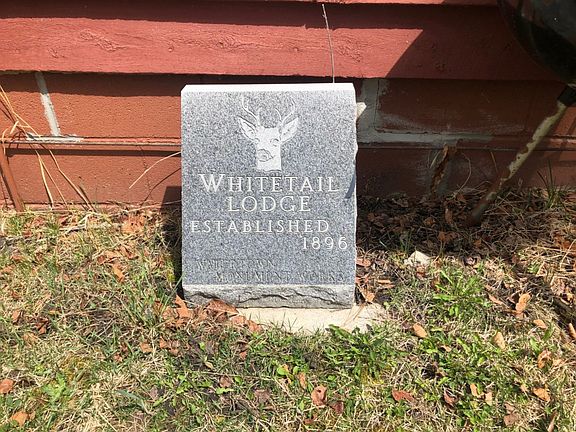 WHITETAIL
LODGE
ESTABLISHED
1896
WATERTOWN
MONUMENT WORKS